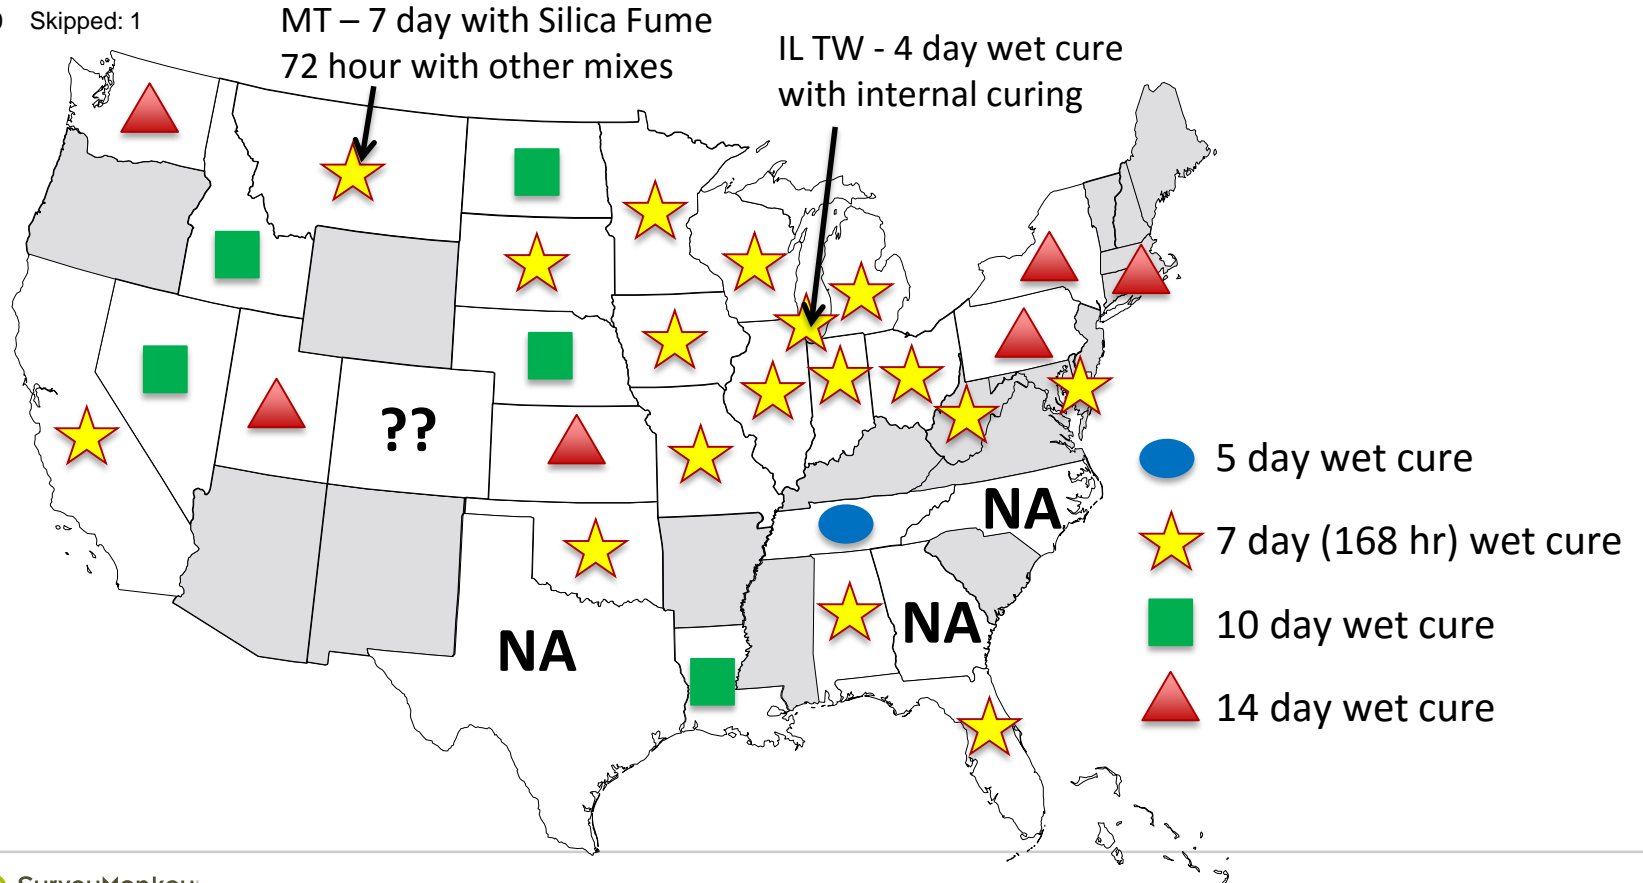 Skipped: 1
MT – 7 day with Silica Fume
72 hour with other mixes
IL TW - 4 day wet cure
with internal curing
??
NA
NA
NA
5 day wet cure
7 day (168 hr) wet cure
10 day wet cure
14 day wet cure